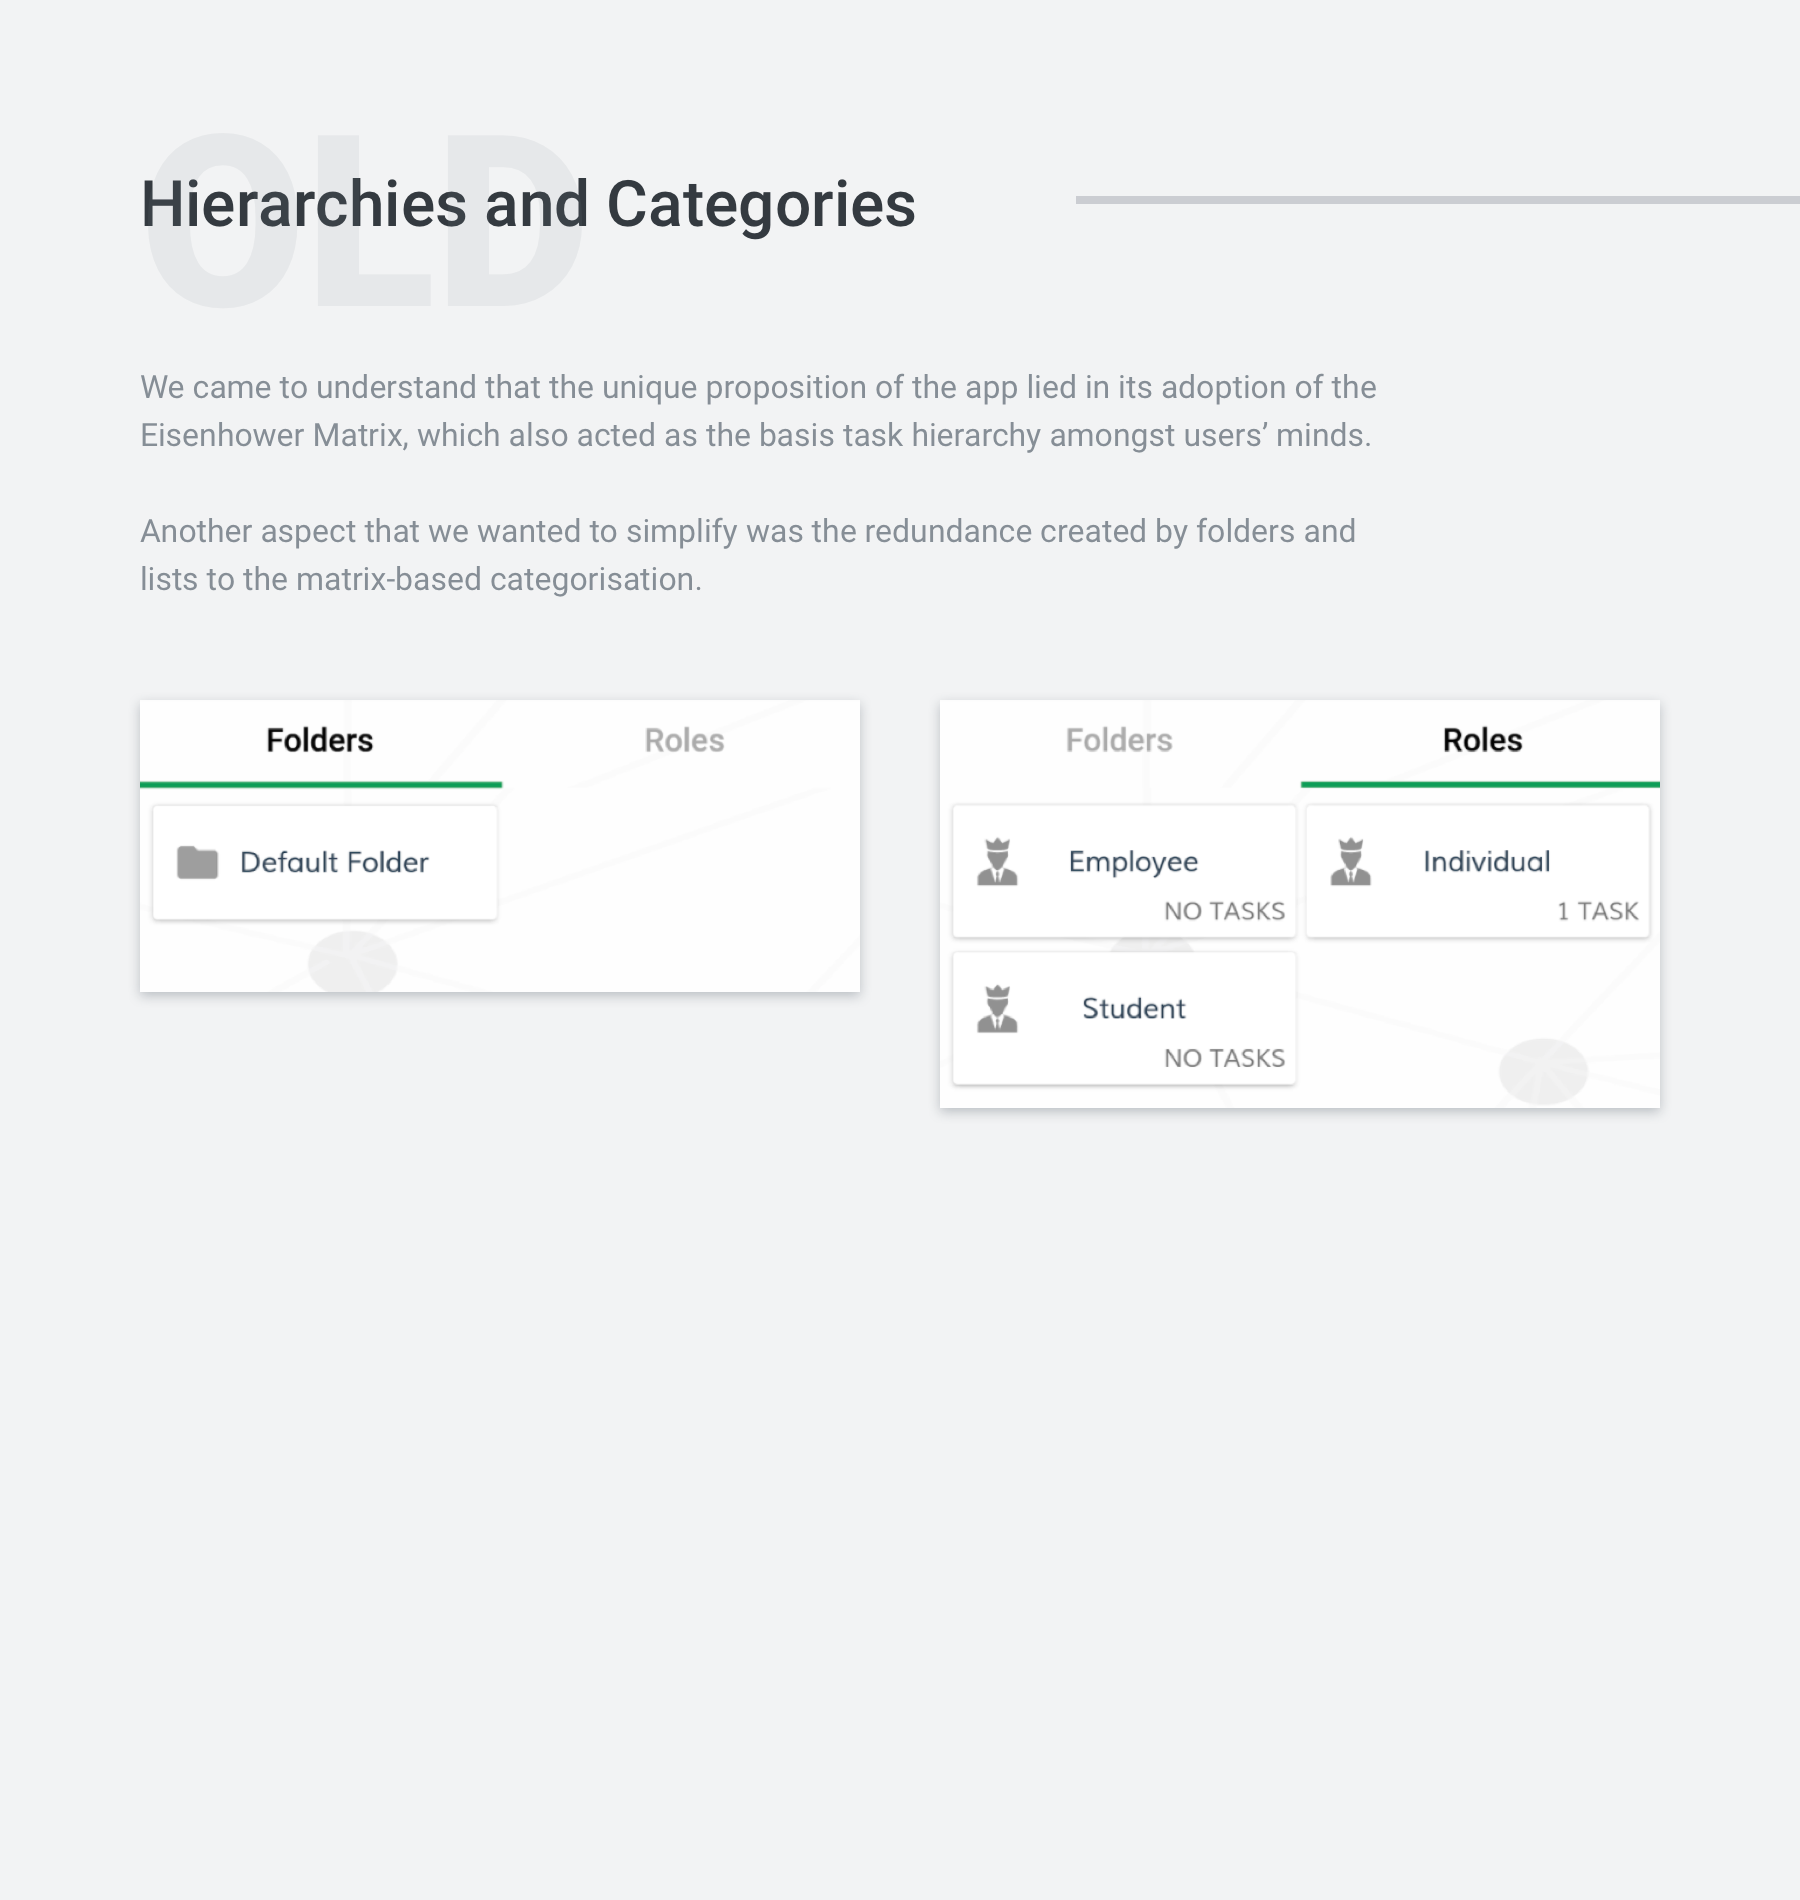 OLD
Hierarchies and Categories
We came to understand that the unique proposition of the app lied in its adoption of the
Eisenhower Matrix, which also acted as the basis task hierarchy amongst users’ minds.
Another aspect that we wanted to simplify was the redundance created by folders and
lists to the matrix-based categorisation.
Folders
Roles
Default Folder
Folders
Roles
Employee
NO TASKS
Individual
1 TASK
Student
NO TASKS